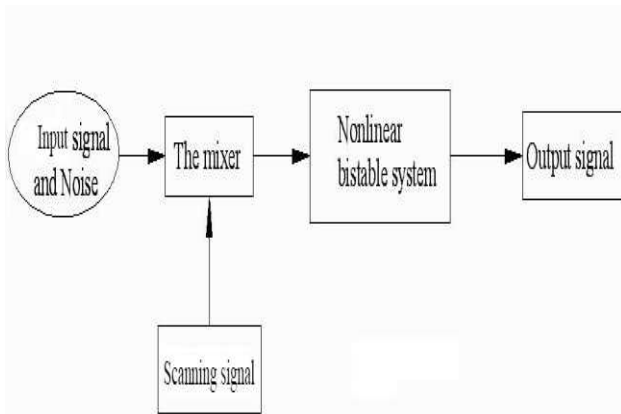 Input signal
and Noise
The mixer
Nonlinear
bistable system
Output signal
Scanning signal